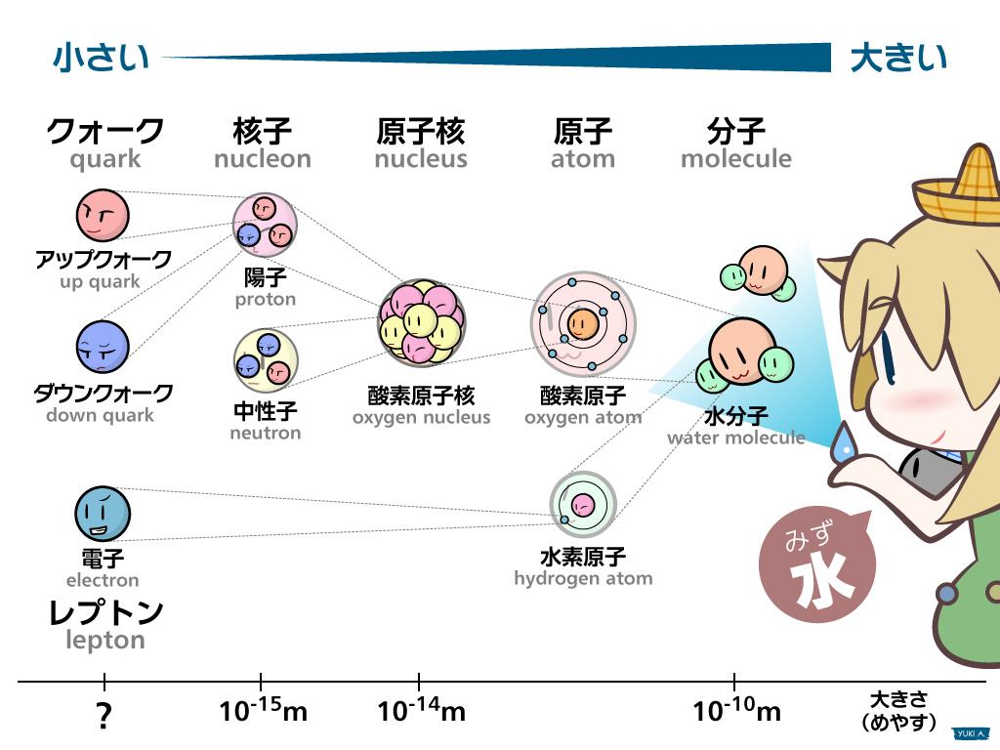 小さい
大きい
クォーク
quark
核子
nucleon
原子核
nucleus
原子
atom
分子
molecule
アップクォーク
up quark
陽子
proton
ダウンクォーク
down quark
中性子
neutron
酸素原子核
oxygen nucleus
酸素原子
oxygen atom
水分子
water molecule
電子
electron
レプトン
lepton
水素原子
hydrogen atom
みず
水
?
10⁻¹⁵m
10⁻¹⁴m
10⁻¹⁰m
大きさ
（めやす）
YUKI A.